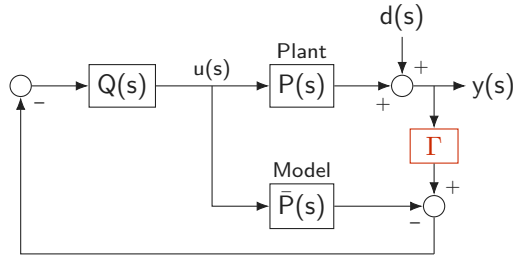 d(s)
Plant
u(s)
+
Q(s)
P(s)
y(s)
-
+
Γ
Model
+
P̄(s)
-